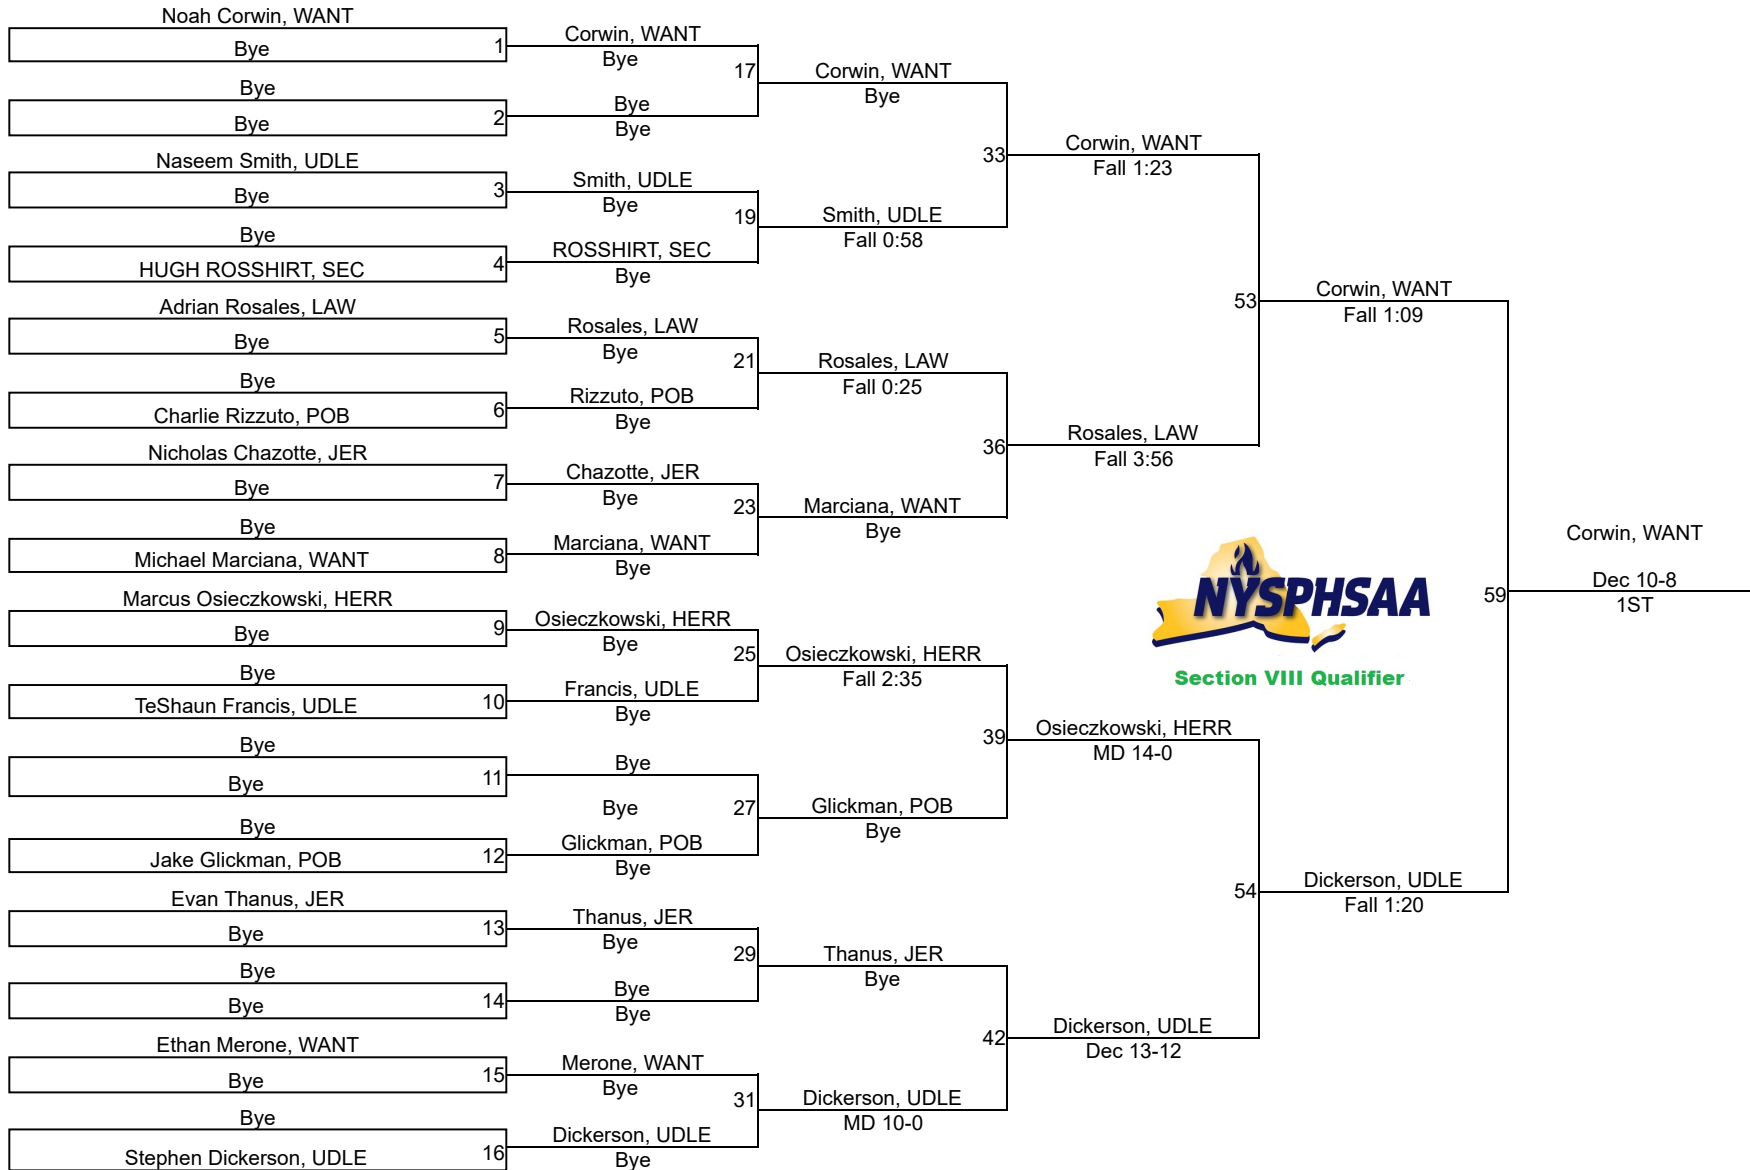 Noah Corwin, WANT
Bye
1
Bye
Bye
2
Naseem Smith, UDLE
Bye
3
Bye
HUGH ROSSHIRT, SEC
4
Adrian Rosales, LAW
Bye
5
Bye
Charlie Rizzuto, POB
6
Nicholas Chazotte, JER
Bye
7
Bye
Michael Marciana, WANT
8
Marcus Osieczkowski, HERR
Bye
9
Bye
TeShaun Francis, UDLE
10
Bye
Bye
11
Bye
Jake Glickman, POB
12
Evan Thanus, JER
Bye
13
Bye
Bye
14
Ethan Merone, WANT
Bye
15
Bye
Stephen Dickerson, UDLE
16
Corwin, WANT
Bye
17
Bye
Bye
Smith, UDLE
Bye
19
ROSSHIRT, SEC
Bye
Rosales, LAW
Bye
21
Rizzuto, POB
Bye
Chazotte, JER
Bye
23
Marciana, WANT
Bye
Osieczkowski, HERR
Bye
25
Francis, UDLE
Bye
Bye
Bye
27
Glickman, POB
Bye
Thanus, JER
Bye
29
Bye
Bye
Merone, WANT
Bye
31
Dickerson, UDLE
Bye
Corwin, WANT
Bye
33
Smith, UDLE
Fall 0:58
Rosales, LAW
Fall 0:25
36
Marciana, WANT
Bye
Osieczkowski, HERR
Fall 2:35
39
Glickman, POB
Bye
Thanus, JER
Bye
42
Dickerson, UDLE
MD 10-0
Corwin, WANT
Fall 1:23
53
Rosales, LAW
Fall 3:56
Osieczkowski, HERR
MD 14-0
54
Dickerson, UDLE
Dec 13-12
Corwin, WANT
Fall 1:09
59
Dickerson, UDLE
Fall 1:20
Corwin, WANT
Dec 10-8
1ST
NYSPHSAA
Section VIII Qualifier